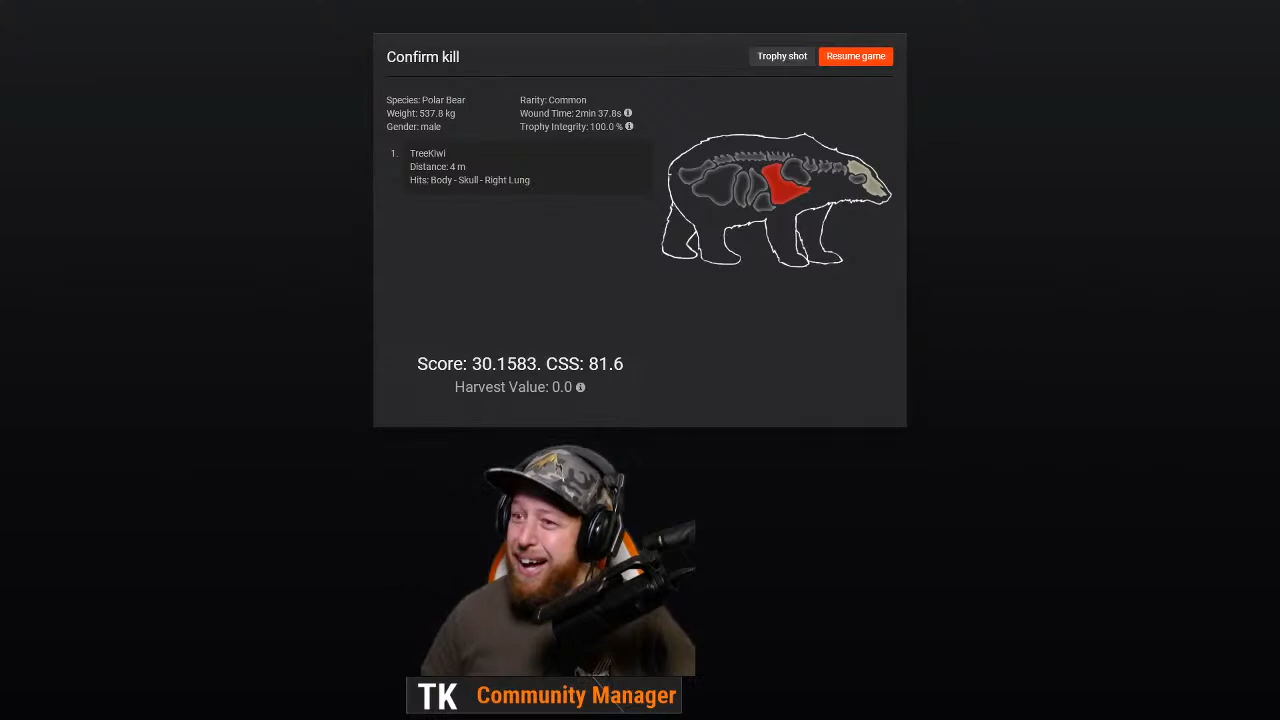 Confirm kill
Trophy shot
Resume game
Species: Polar Bear
Rarity: Common
Weight: 537.8 kg
Wound Time: 2min 37.8s
Gender: male
Trophy Integrity: 100.0 %
1. TreeKiwi
Distance: 4 m
Hits: Body - Skull - Right Lung
Score: 30.1583. CSS: 81.6
Harvest Value: 0.0
TK Community Manager